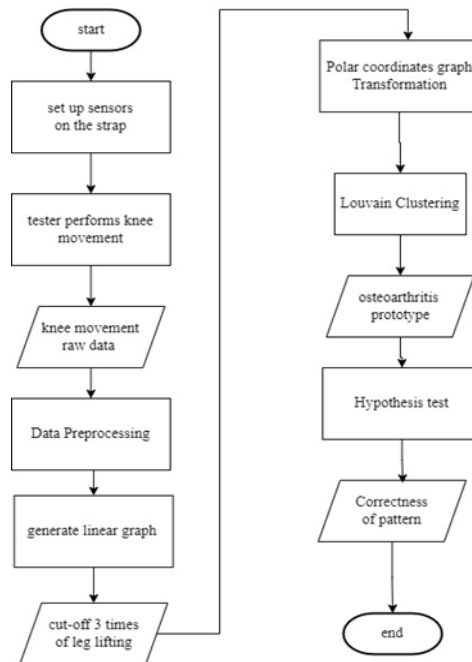 start
set up sensors
on the strap
tester performs knee
movement
knee movement
raw data
Data Preprocessing
generate linear graph
cut-off 3 times
of leg lifting
Polar coordinates graph
Transformation
Louvain Clustering
osteoarthritis
prototype
Hypothesis test
Correctness
of pattern
end